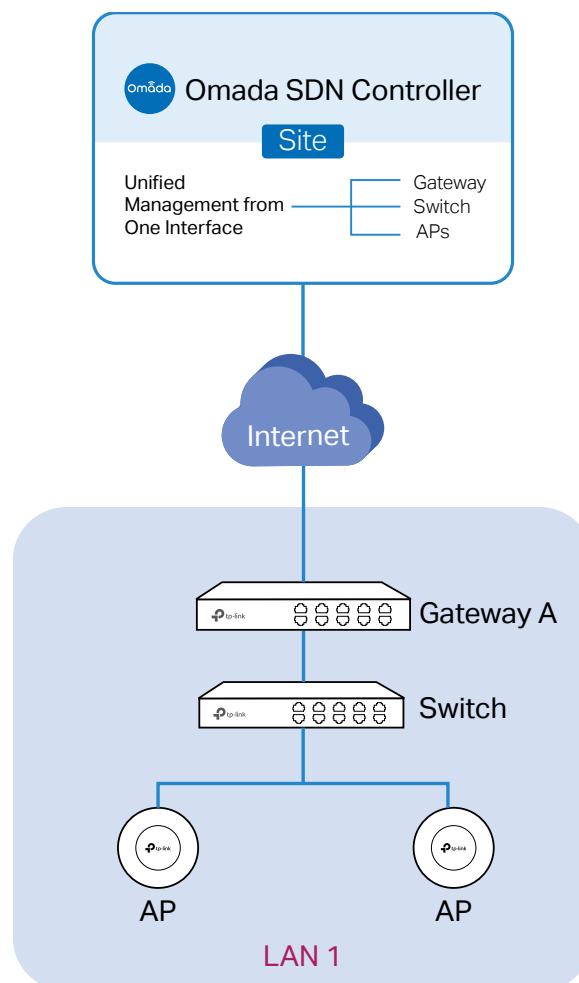 Omada
Omada SDN Controller
Site
Unified
Management from
One Interface
Gateway
Switch
APs
Internet
tp-link
Gateway A
tp-link
Switch
tp-link
tp-link
AP
AP
LAN 1